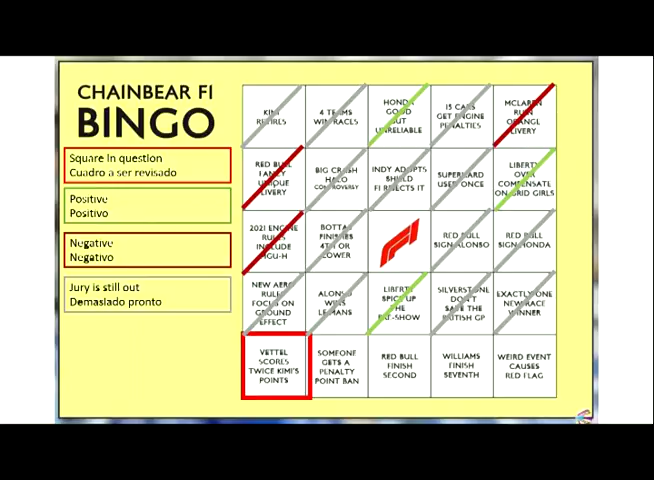 CHAINBEAR FI
BINGO
Square in question
Cuadro a ser revisado
Positive
Positivo
Negative
Negativo
Jury is still out
Demasiado pronto
KIMI
RETIRES
4 TEAMS
WIN RACES
HONDA
GOOD
BUT
UNRELIABLE
15 CARS
GET ENGINE
PENALTIES
MCLAREN
RUN
ORANGE
LIVERY
RED BULL
FANCY
UNIQUE
LIVERY
BIG CRASH
HALO
CONTROVERSY
INDY ADOPTS
SHIELD
FI REJECTS IT
SUPERHARD
USED ONCE
LIBERTY
OVER
COMPENSATE
ON GRID GIRLS
2021 ENGINE
RULES
INCLUDE
MGU-H
BOTTAS
FINISHES
4TH OR
LOWER
RED BULL
SIGN ALONSO
RED BULL
SIGN HONDA
NEW AERO
RULES
FOCUS ON
GROUND
EFFECT
ALONSO
WINS
LE MANS
LIBERTY
SPICE UP
THE
PRE-SHOW
SILVERSTONE
DON'T
SAVE THE
BRITISH GP
EXACTLY ONE
NEW RACE
WINNER
VETTEL
SCORES
TWICE KIMI'S
POINTS
SOMEONE
GETS A
PENALTY
POINT BAN
RED BULL
FINISH
SECOND
WILLIAMS
FINISH
SEVENTH
WEIRD EVENT
CAUSES
RED FLAG